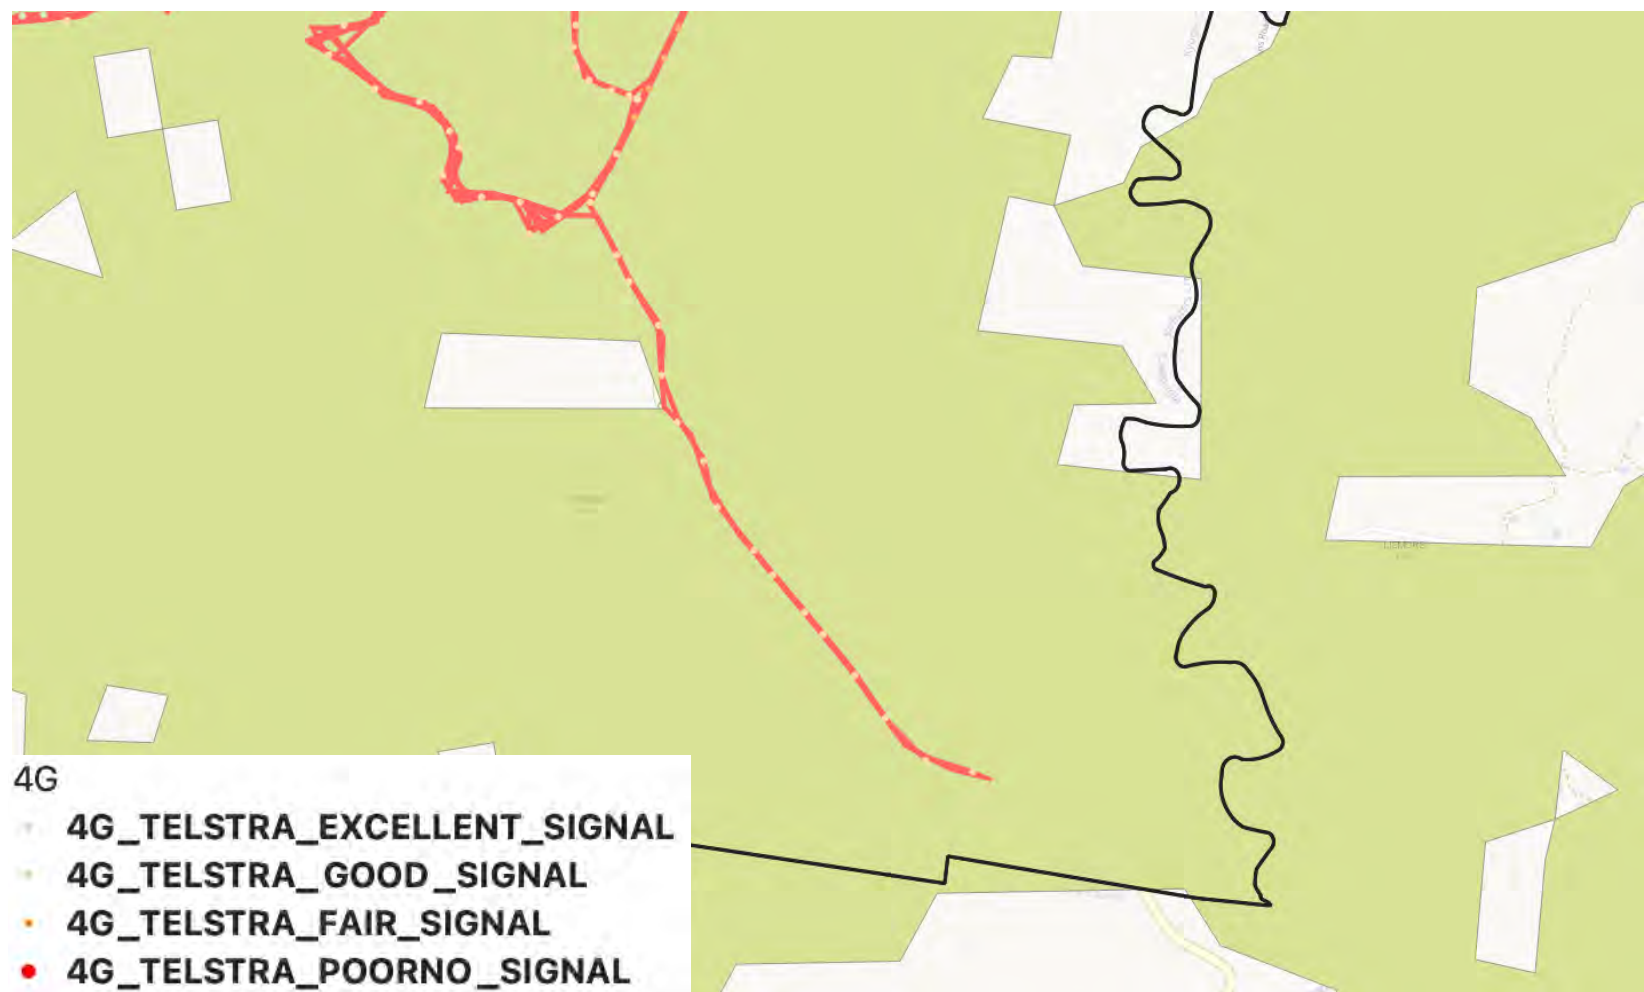 4G
4G_TELSTRA_EXCELLENT_SIGNAL
4G_TELSTRA_GOOD_SIGNAL
4G_TELSTRA_FAIR_SIGNAL
4G_TELSTRA_POORNO_SIGNAL